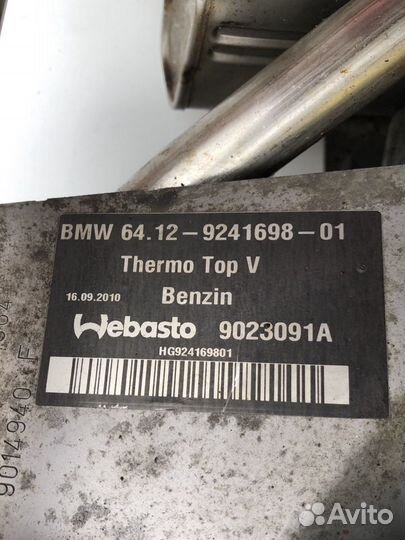 BMW 64.12-9241698-01
Thermo Top V
16.09.2010 Benzin
Webasto 9023091A
HG924169801
9014940 F
Avito